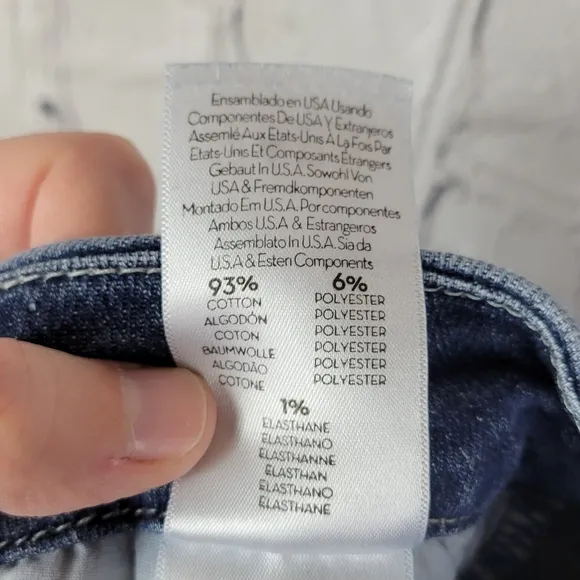 Ensamblado en USA Usando
Componentes De USA Y Extranjeros
Assemlé Aux Etats-Unis À La Fois Par
Etats-Unis Et Composants Étrangers
Gebaut In U.S.A. Sowohl Von
USA & Fremdkomponenten
Montado Em U.S.A. Por componentes
Ambos U.S.A & Estrangeiros
Assemblato In U.S.A. Sia da
U.S.A & Esteri Components
93% 6%
COTTON POLYESTER
ALGODÓN POLYESTER
COTON POLYESTER
BAUMWOLLE POLYESTER
ALGODÃO POLYESTER
COTONE POLYESTER
1%
ELASTHANE
ELASTHANO
ELASTHANNE
ELASTHAN
ELASTHANO
ELASTHANE